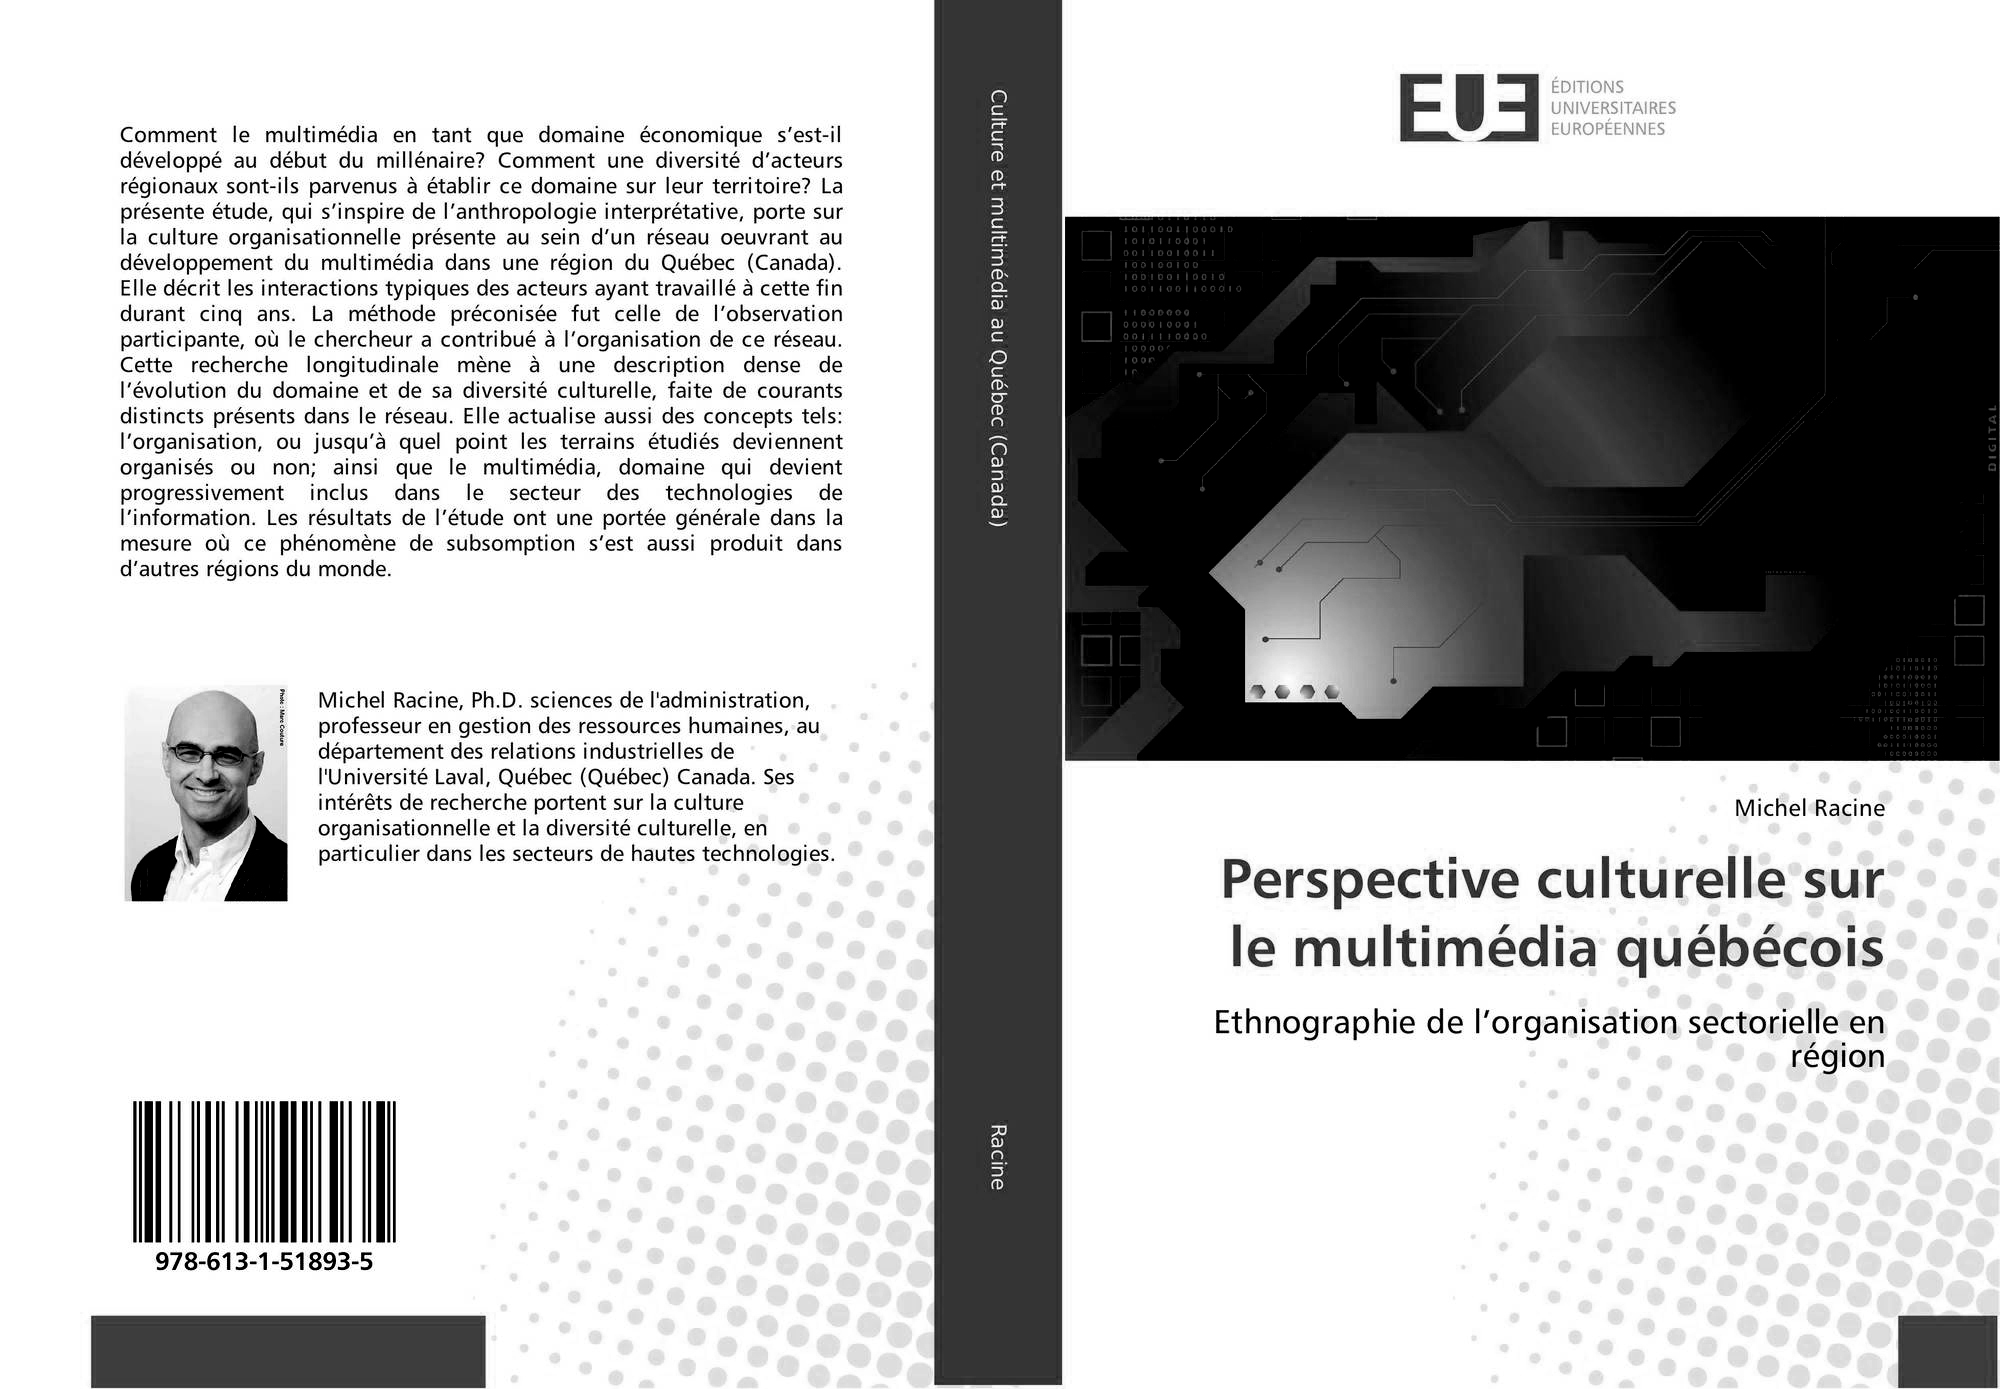 Comment le multimédia en tant que domaine économique s’est-il
développé au début du millénaire? Comment une diversité d’acteurs
régionaux sont-ils parvenus à établir ce domaine sur leur territoire? La
présente étude, qui s’inspire de l’anthropologie interprétative, porte sur
la culture organisationnelle présente au sein d’un réseau oeuvrant au
développement du multimédia dans une région du Québec (Canada).
Elle décrit les interactions typiques des acteurs ayant travaillé à cette fin
durant cinq ans. La méthode préconisée fut celle de l’observation
participante, où le chercheur a contribué à l’organisation de ce réseau.
Cette recherche longitudinale mène à une description dense de
l’évolution du domaine et de sa diversité culturelle, faite de courants
distincts présents dans le réseau. Elle actualise aussi des concepts tels:
l’organisation, ou jusqu’à quel point les terrains étudiés deviennent
organisés ou non; ainsi que le multimédia, domaine qui devient
progressivement inclus dans le secteur des technologies de
l’information. Les résultats de l’étude ont une portée générale dans la
mesure où ce phénomène de subsomption s’est aussi produit dans
d’autres régions du monde.
Photo : Marc Couture
Michel Racine, Ph.D. sciences de l'administration,
professeur en gestion des ressources humaines, au
département des relations industrielles de
l'Université Laval, Québec (Québec) Canada. Ses
intérêts de recherche portent sur la culture
organisationnelle et la diversité culturelle, en
particulier dans les secteurs de hautes technologies.
978-613-1-51893-5
Culture et multimédia au Québec (Canada)
Racine
EUE
ÉDITIONS
UNIVERSITAIRES
EUROPÉENNES
DIGITAL
Michel Racine
Perspective culturelle sur
le multimédia québécois
Ethnographie de l’organisation sectorielle en
région